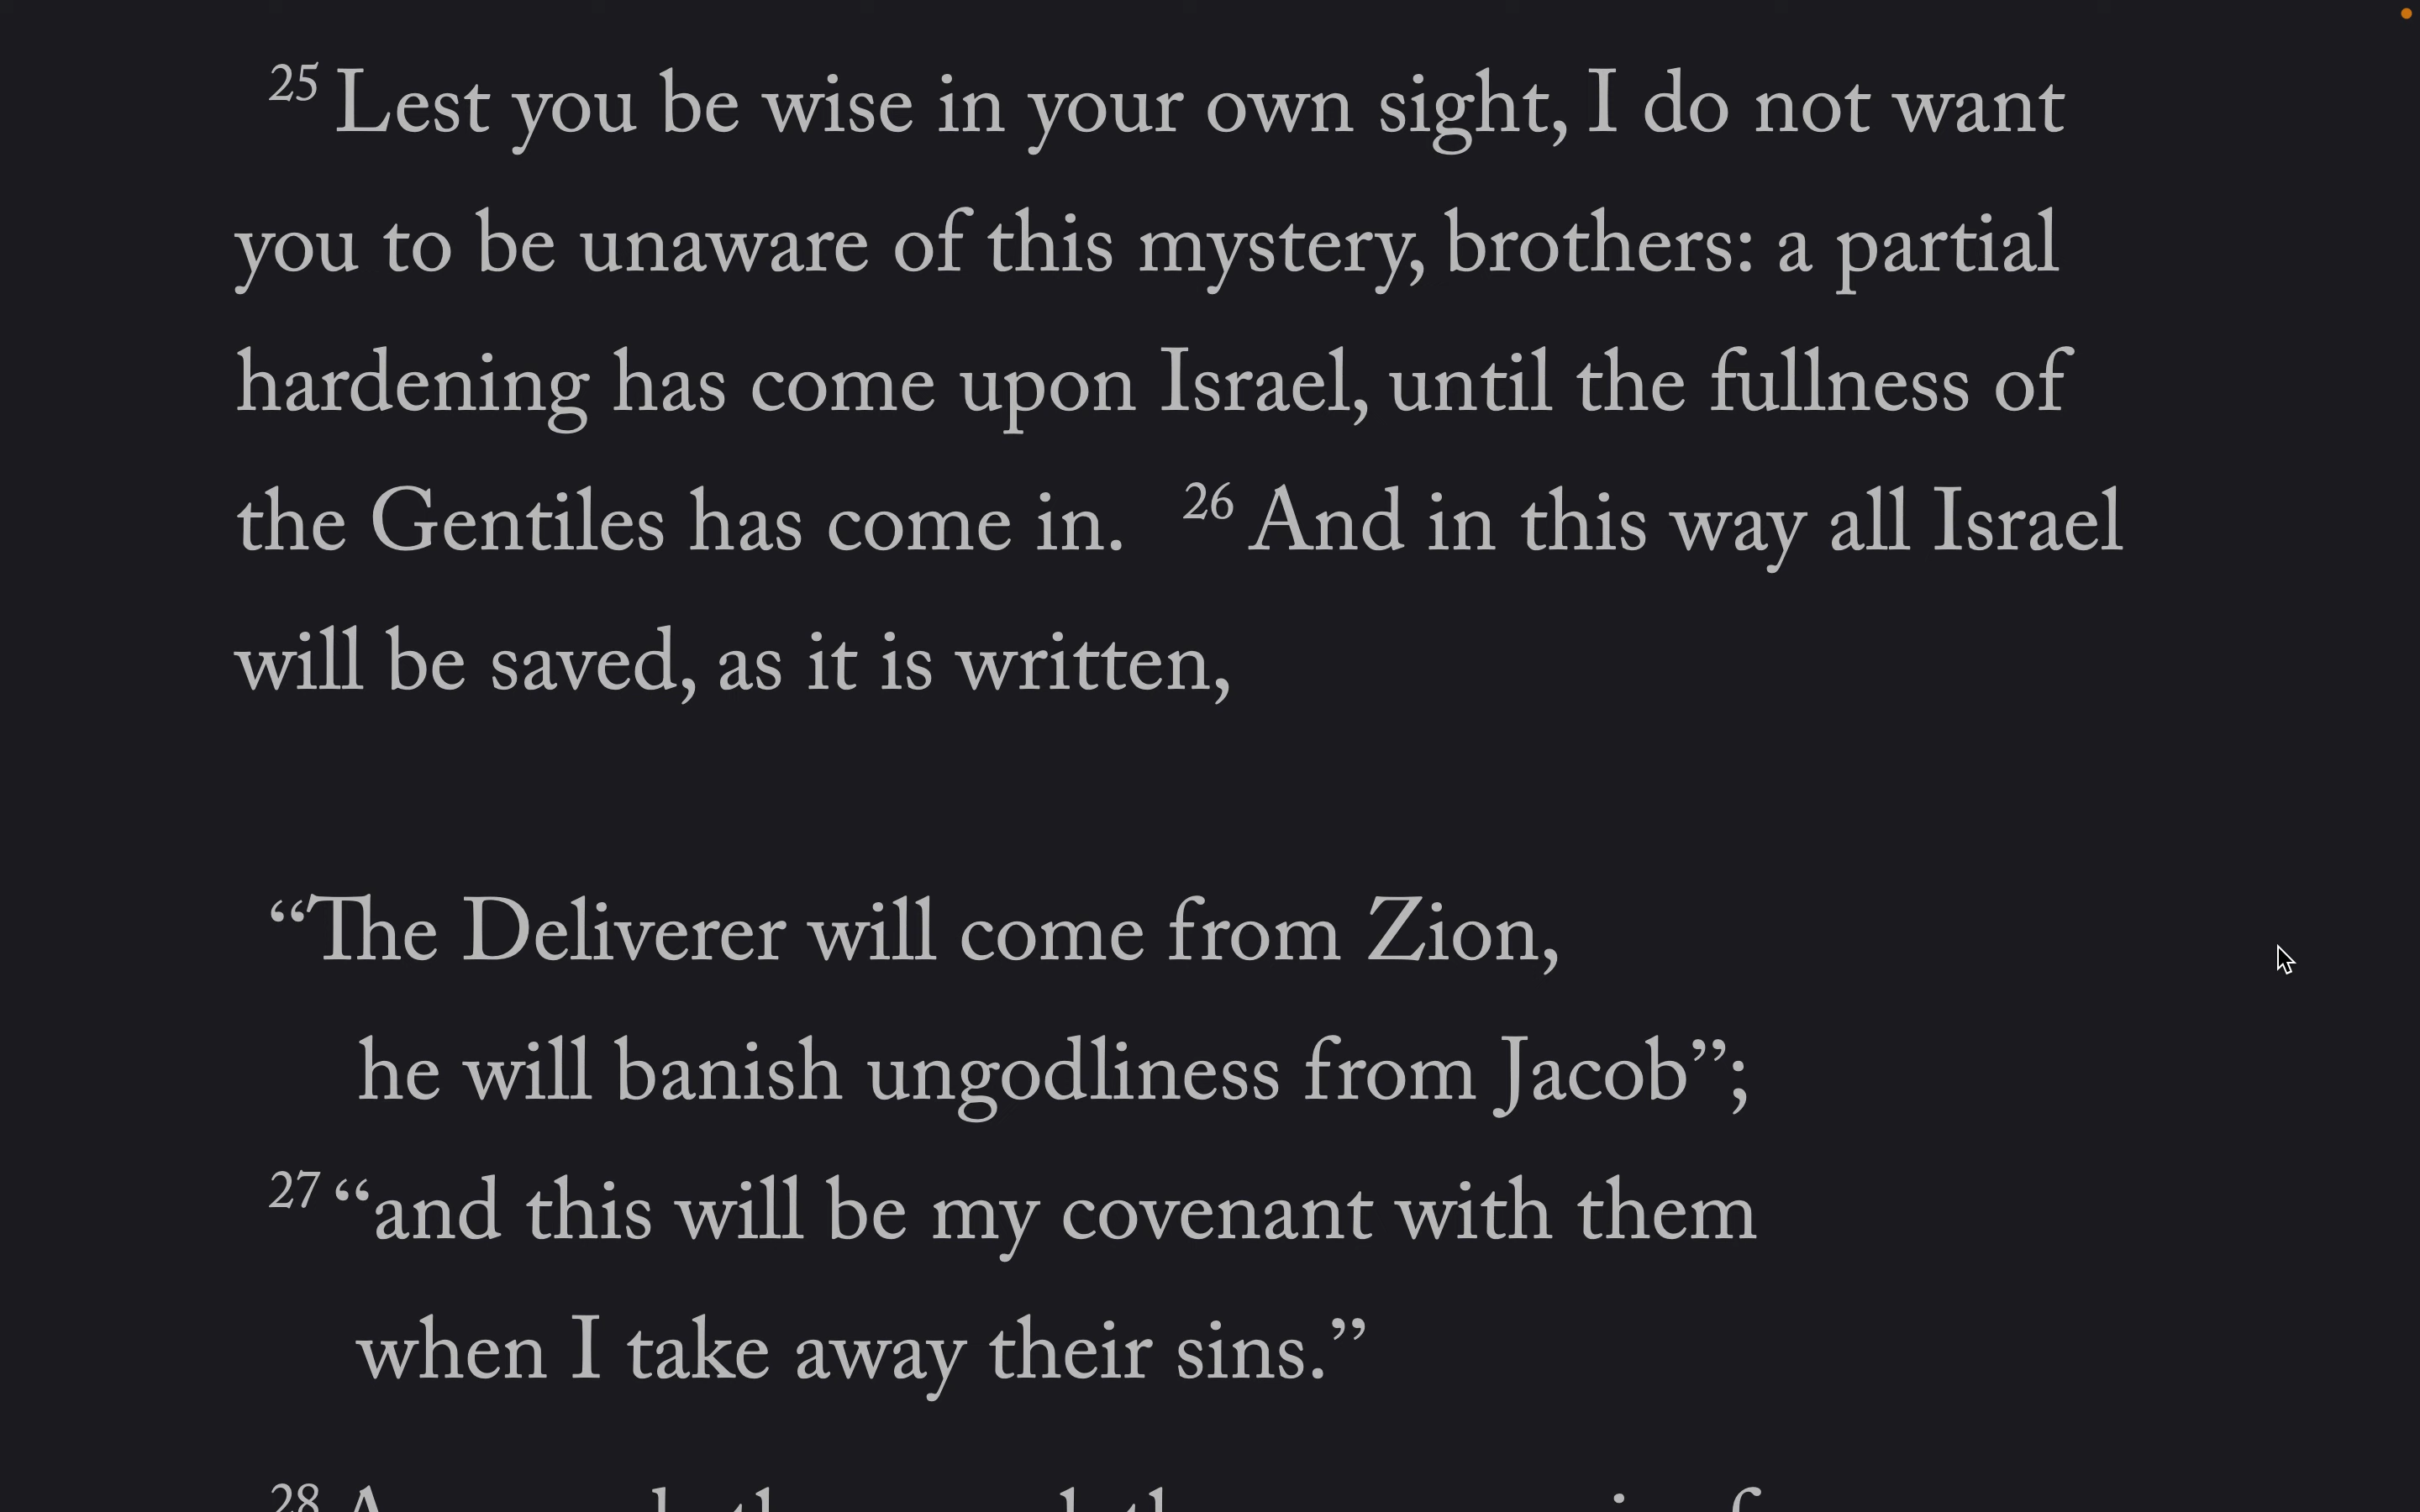 25 Lest you be wise in your own sight, I do not want
you to be unaware of this mystery, brothers: a partial
hardening has come upon Israel, until the fullness of
the Gentiles has come in. 26 And in this way all Israel
will be saved, as it is written,
“The Deliverer will come from Zion,
he will banish ungodliness from Jacob”;
27 “and this will be my covenant with them
when I take away their sins.”
28